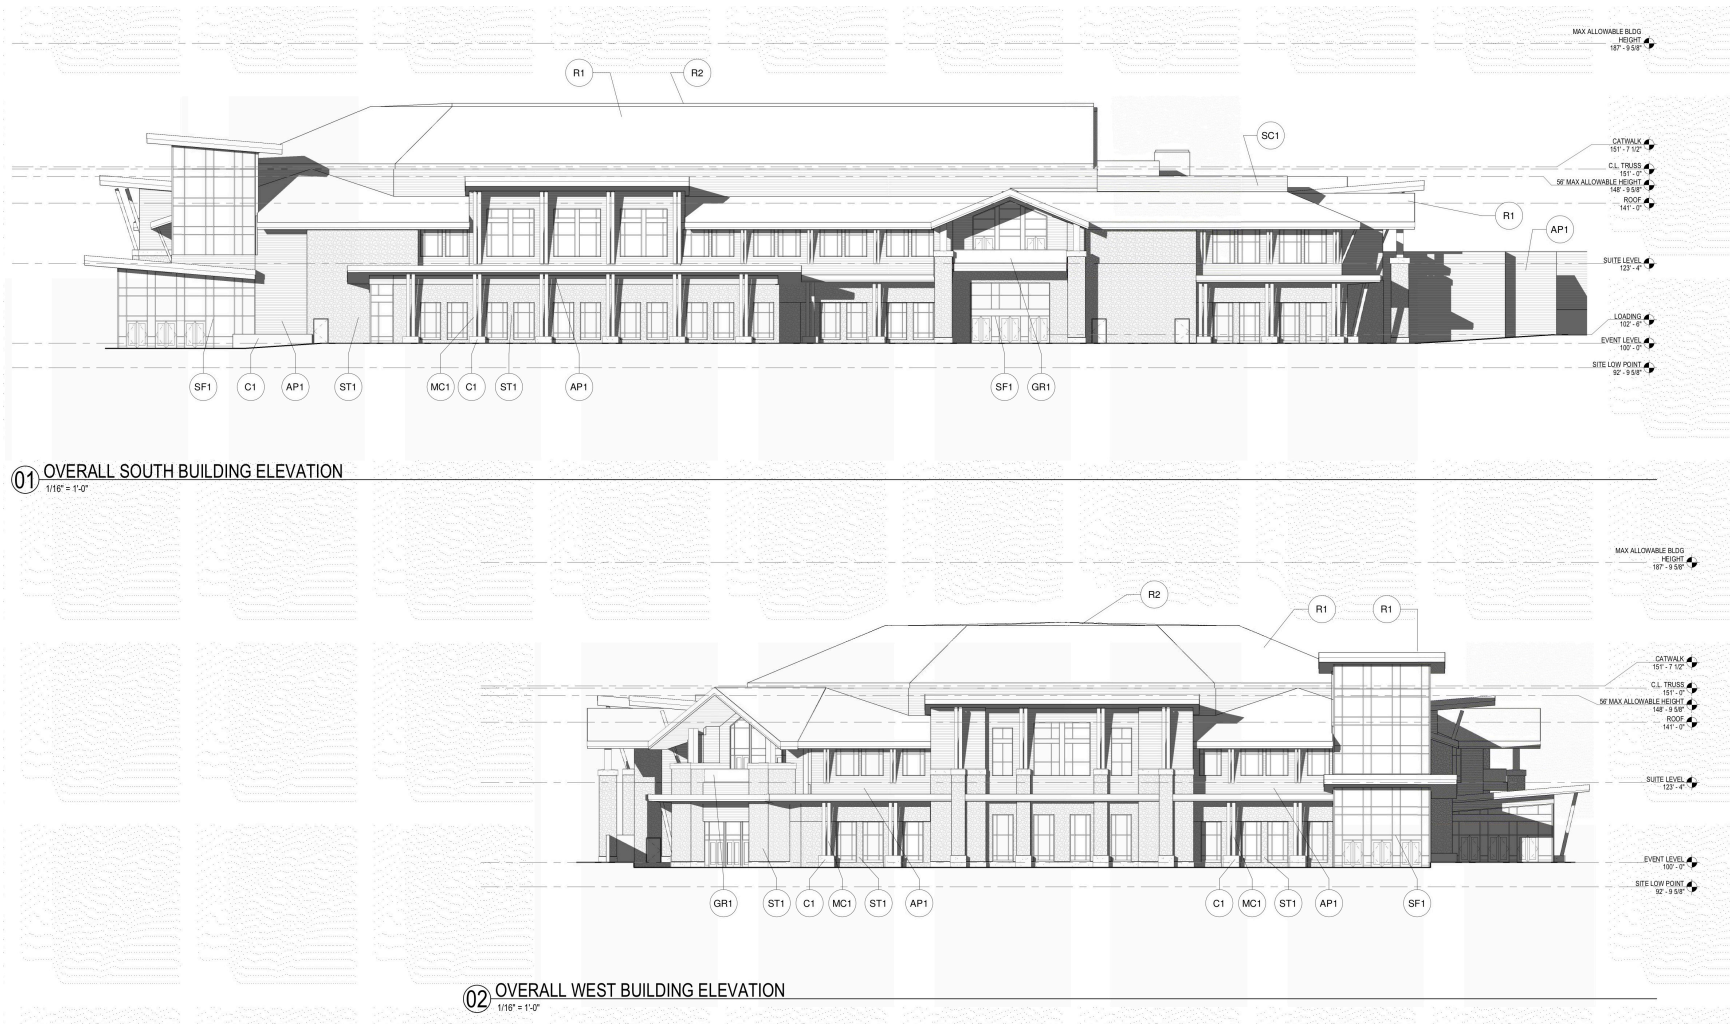 MAX ALLOWABLE BLDG
HEIGHT
187' - 9 5/8"
R1
R2
SC1
CATWALK
151' - 7 1/2"
C.L. TRUSS
151' - 0"
56' MAX ALLOWABLE HEIGHT
148' - 9 5/8"
ROOF
141' - 0"
R1
AP1
SUITE LEVEL
123' - 4"
LOADING
102' - 6"
EVENT LEVEL
100' - 0"
SITE LOW POINT
92' - 9 5/8"
SF1
C1
AP1
ST1
MC1
C1
ST1
AP1
SF1
GR1
01 OVERALL SOUTH BUILDING ELEVATION
1/16" = 1'-0"
MAX ALLOWABLE BLDG
HEIGHT
187' - 9 5/8"
R2
R1
R1
CATWALK
151' - 7 1/2"
C.L. TRUSS
151' - 0"
56' MAX ALLOWABLE HEIGHT
148' - 9 5/8"
ROOF
141' - 0"
SUITE LEVEL
123' - 4"
EVENT LEVEL
100' - 0"
SITE LOW POINT
92' - 9 5/8"
GR1
ST1
C1
MC1
ST1
AP1
C1
MC1
ST1
AP1
SF1
02 OVERALL WEST BUILDING ELEVATION
1/16" = 1'-0"